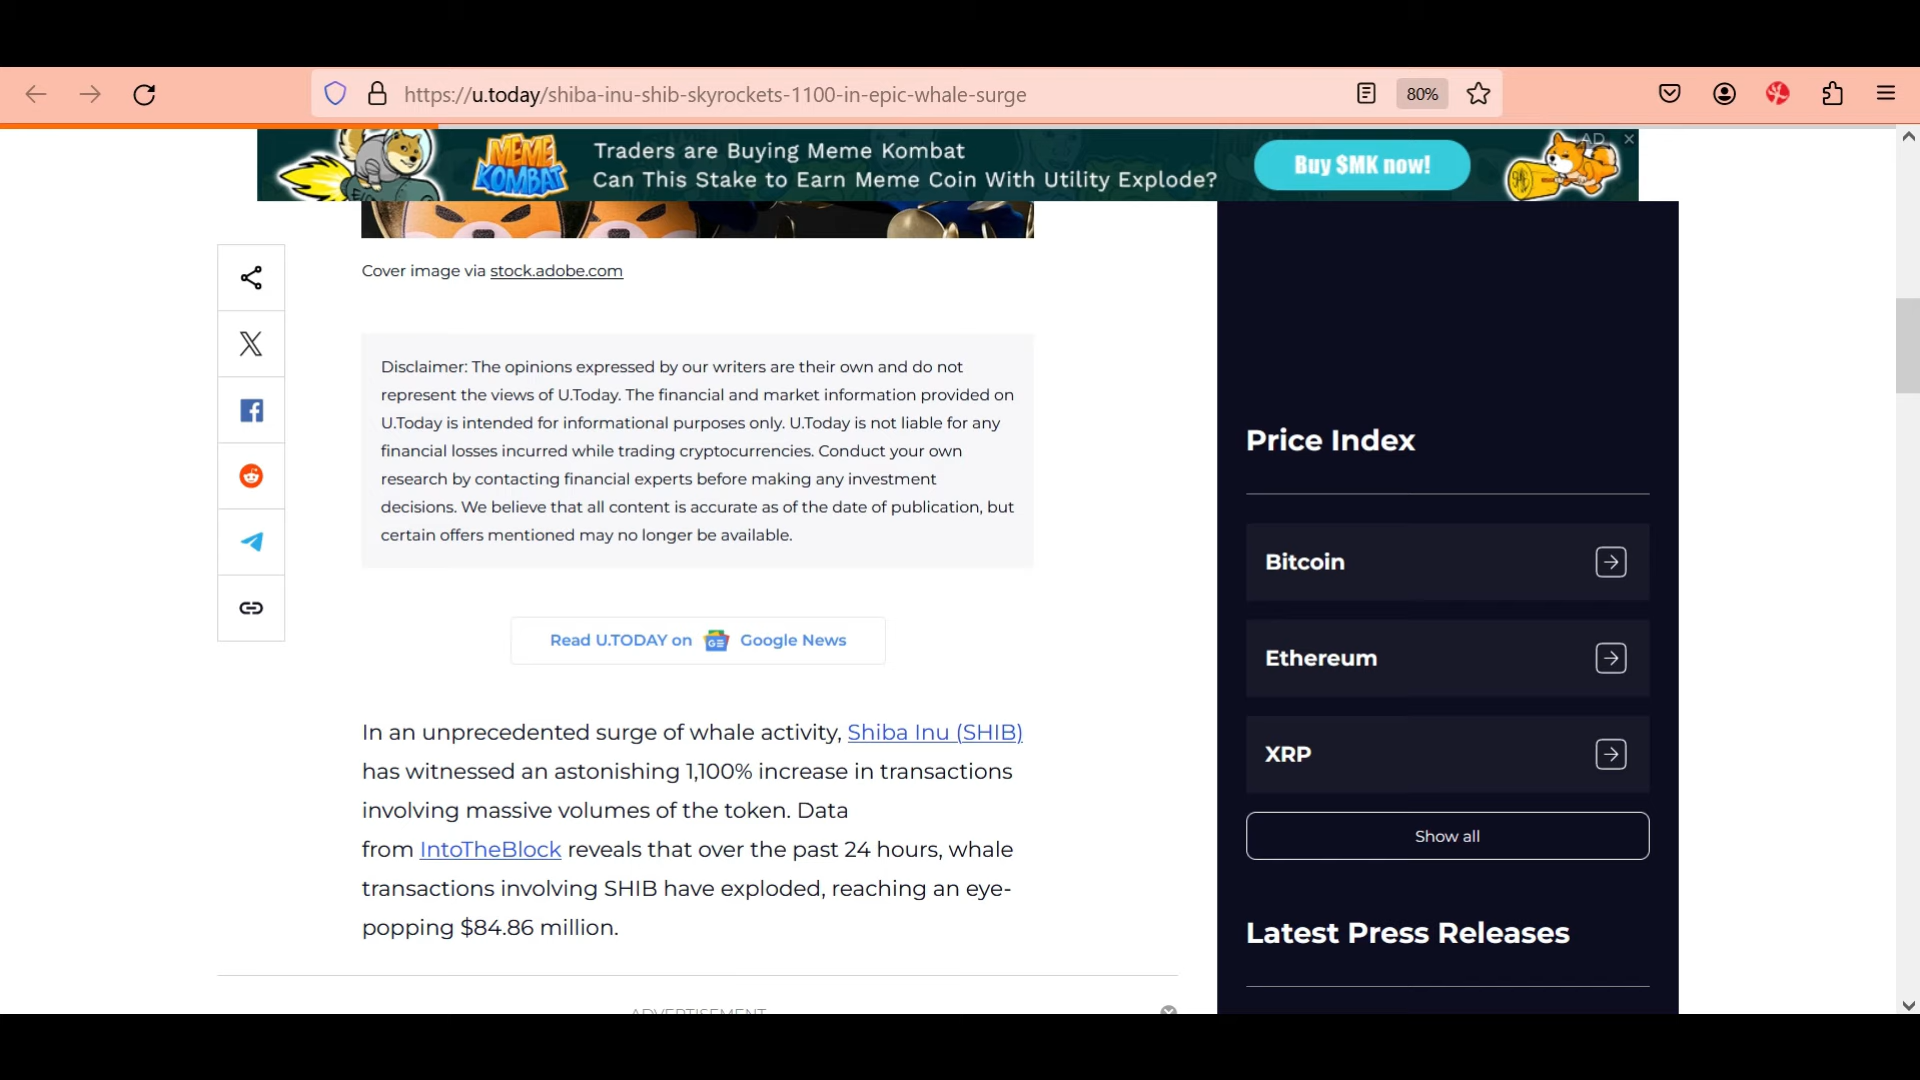 https://u.today/shiba-inu-shib-skyrockets-1100-in-epic-whale-surge
80%
MEME KOMBAT
Traders are Buying Meme Kombat
Can This Stake to Earn Meme Coin With Utility Explode?
Buy $MK now!
AD
Cover image via stock.adobe.com
Disclaimer: The opinions expressed by our writers are their own and do not
represent the views of U.Today. The financial and market information provided on
U.Today is intended for informational purposes only. U.Today is not liable for any
financial losses incurred while trading cryptocurrencies. Conduct your own
research by contacting financial experts before making any investment
decisions. We believe that all content is accurate as of the date of publication, but
certain offers mentioned may no longer be available.
Read U.TODAY on GE Google News
In an unprecedented surge of whale activity, Shiba Inu (SHIB)
has witnessed an astonishing 1,100% increase in transactions
involving massive volumes of the token. Data
from IntoTheBlock reveals that over the past 24 hours, whale
transactions involving SHIB have exploded, reaching an eye-
popping $84.86 million.
ADVERTISEMENT
Price Index
Bitcoin
Ethereum
XRP
Show all
Latest Press Releases